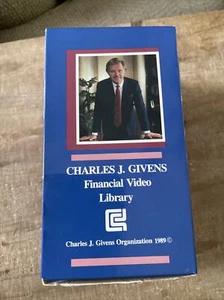 CHARLES J. GIVENS
Financial Video
Library
Charles J. Givens Organization 1989 ©